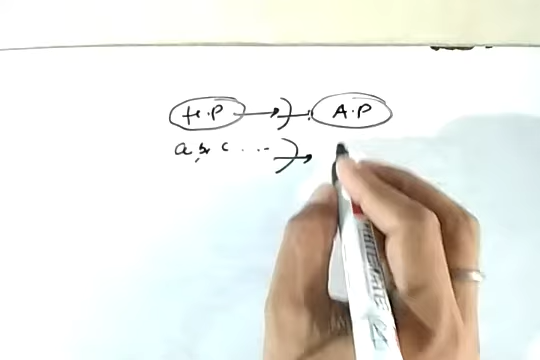 H.P → A.P
a, b, c ... →